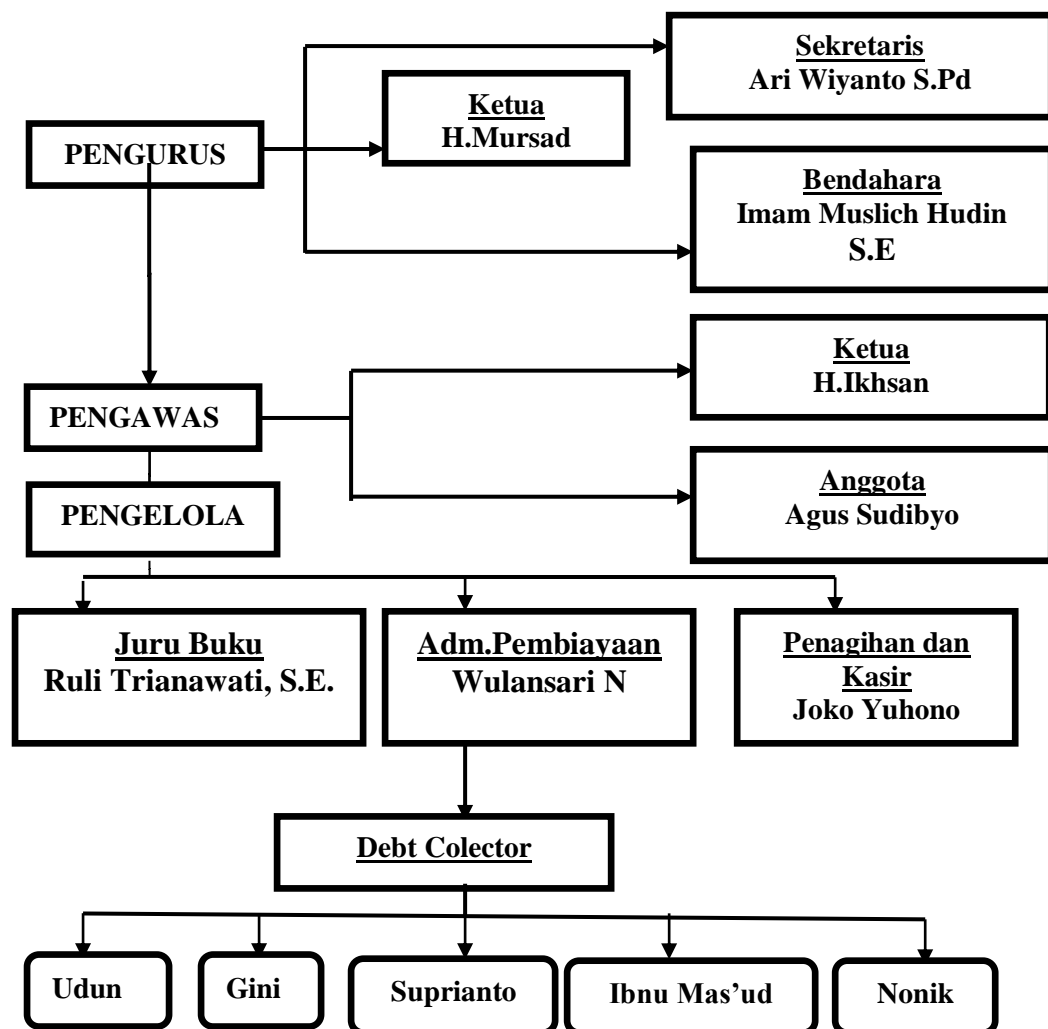 Sekretaris
Ari Wiyanto S.Pd
Ketua
H.Mursad
PENGURUS
Bendahara
Imam Muslich Hudin
S.E
Ketua
H.Ikhsan
PENGAWAS
Anggota
Agus Sudibyo
PENGELOLA
Juru Buku
Ruli Trianawati, S.E.
Adm.Pembiayaan
Wulansari N
Penagihan dan
Kasir
Joko Yuhono
Debt Colector
Udun
Gini
Suprianto
Ibnu Mas’ud
Nonik